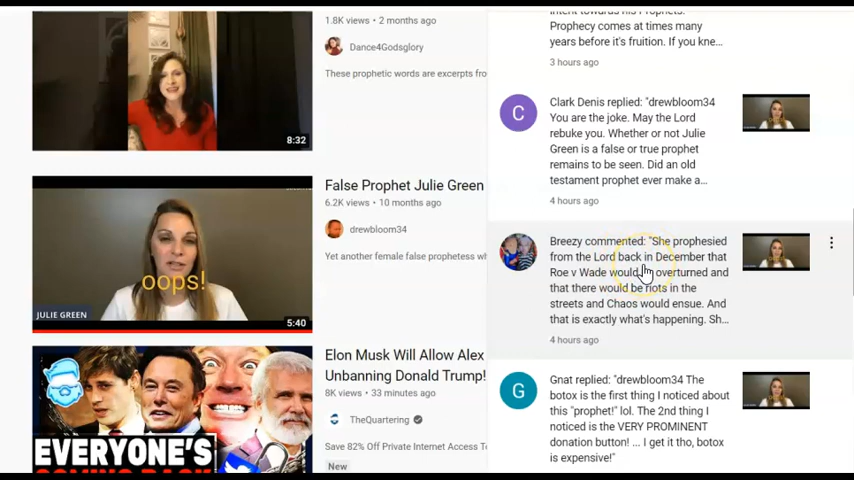 1.8K views • 2 months ago
Dance4Godsglory
These prophetic words are excerpts fro
8:32
False Prophet Julie Green
6.2K views • 10 months ago
drewbloom34
Yet another female false prophetess wh
oops!
JULIE GREEN
5:40
Elon Musk Will Allow Alex
Unbanning Donald Trump!
8K views • 33 minutes ago
TheQuartering
Save 82% Off Private Internet Access T
New
EVERYONE'S
COMING BACK
intent towards his Prophets.
Prophecy comes at times many
years before it's fruition. If you kne...
3 hours ago
C
Clark Denis replied: "drewbloom34
You are the joke. May the Lord
rebuke you. Whether or not Julie
Green is a false or true prophet
remains to be seen. Did an old
testament prophet ever make a...
4 hours ago
Breezy commented: "She prophesied
from the Lord back in December that
Roe v Wade would overturned and
that there would be riots in the
streets and Chaos would ensue. And
that is exactly what's happening. Sh...
4 hours ago
G
Gnat replied: "drewbloom34 The
botox is the first thing I noticed about
this "prophet!" lol. The 2nd thing I
noticed is the VERY PROMINENT
donation button! ... I get it tho, botox
is expensive!"